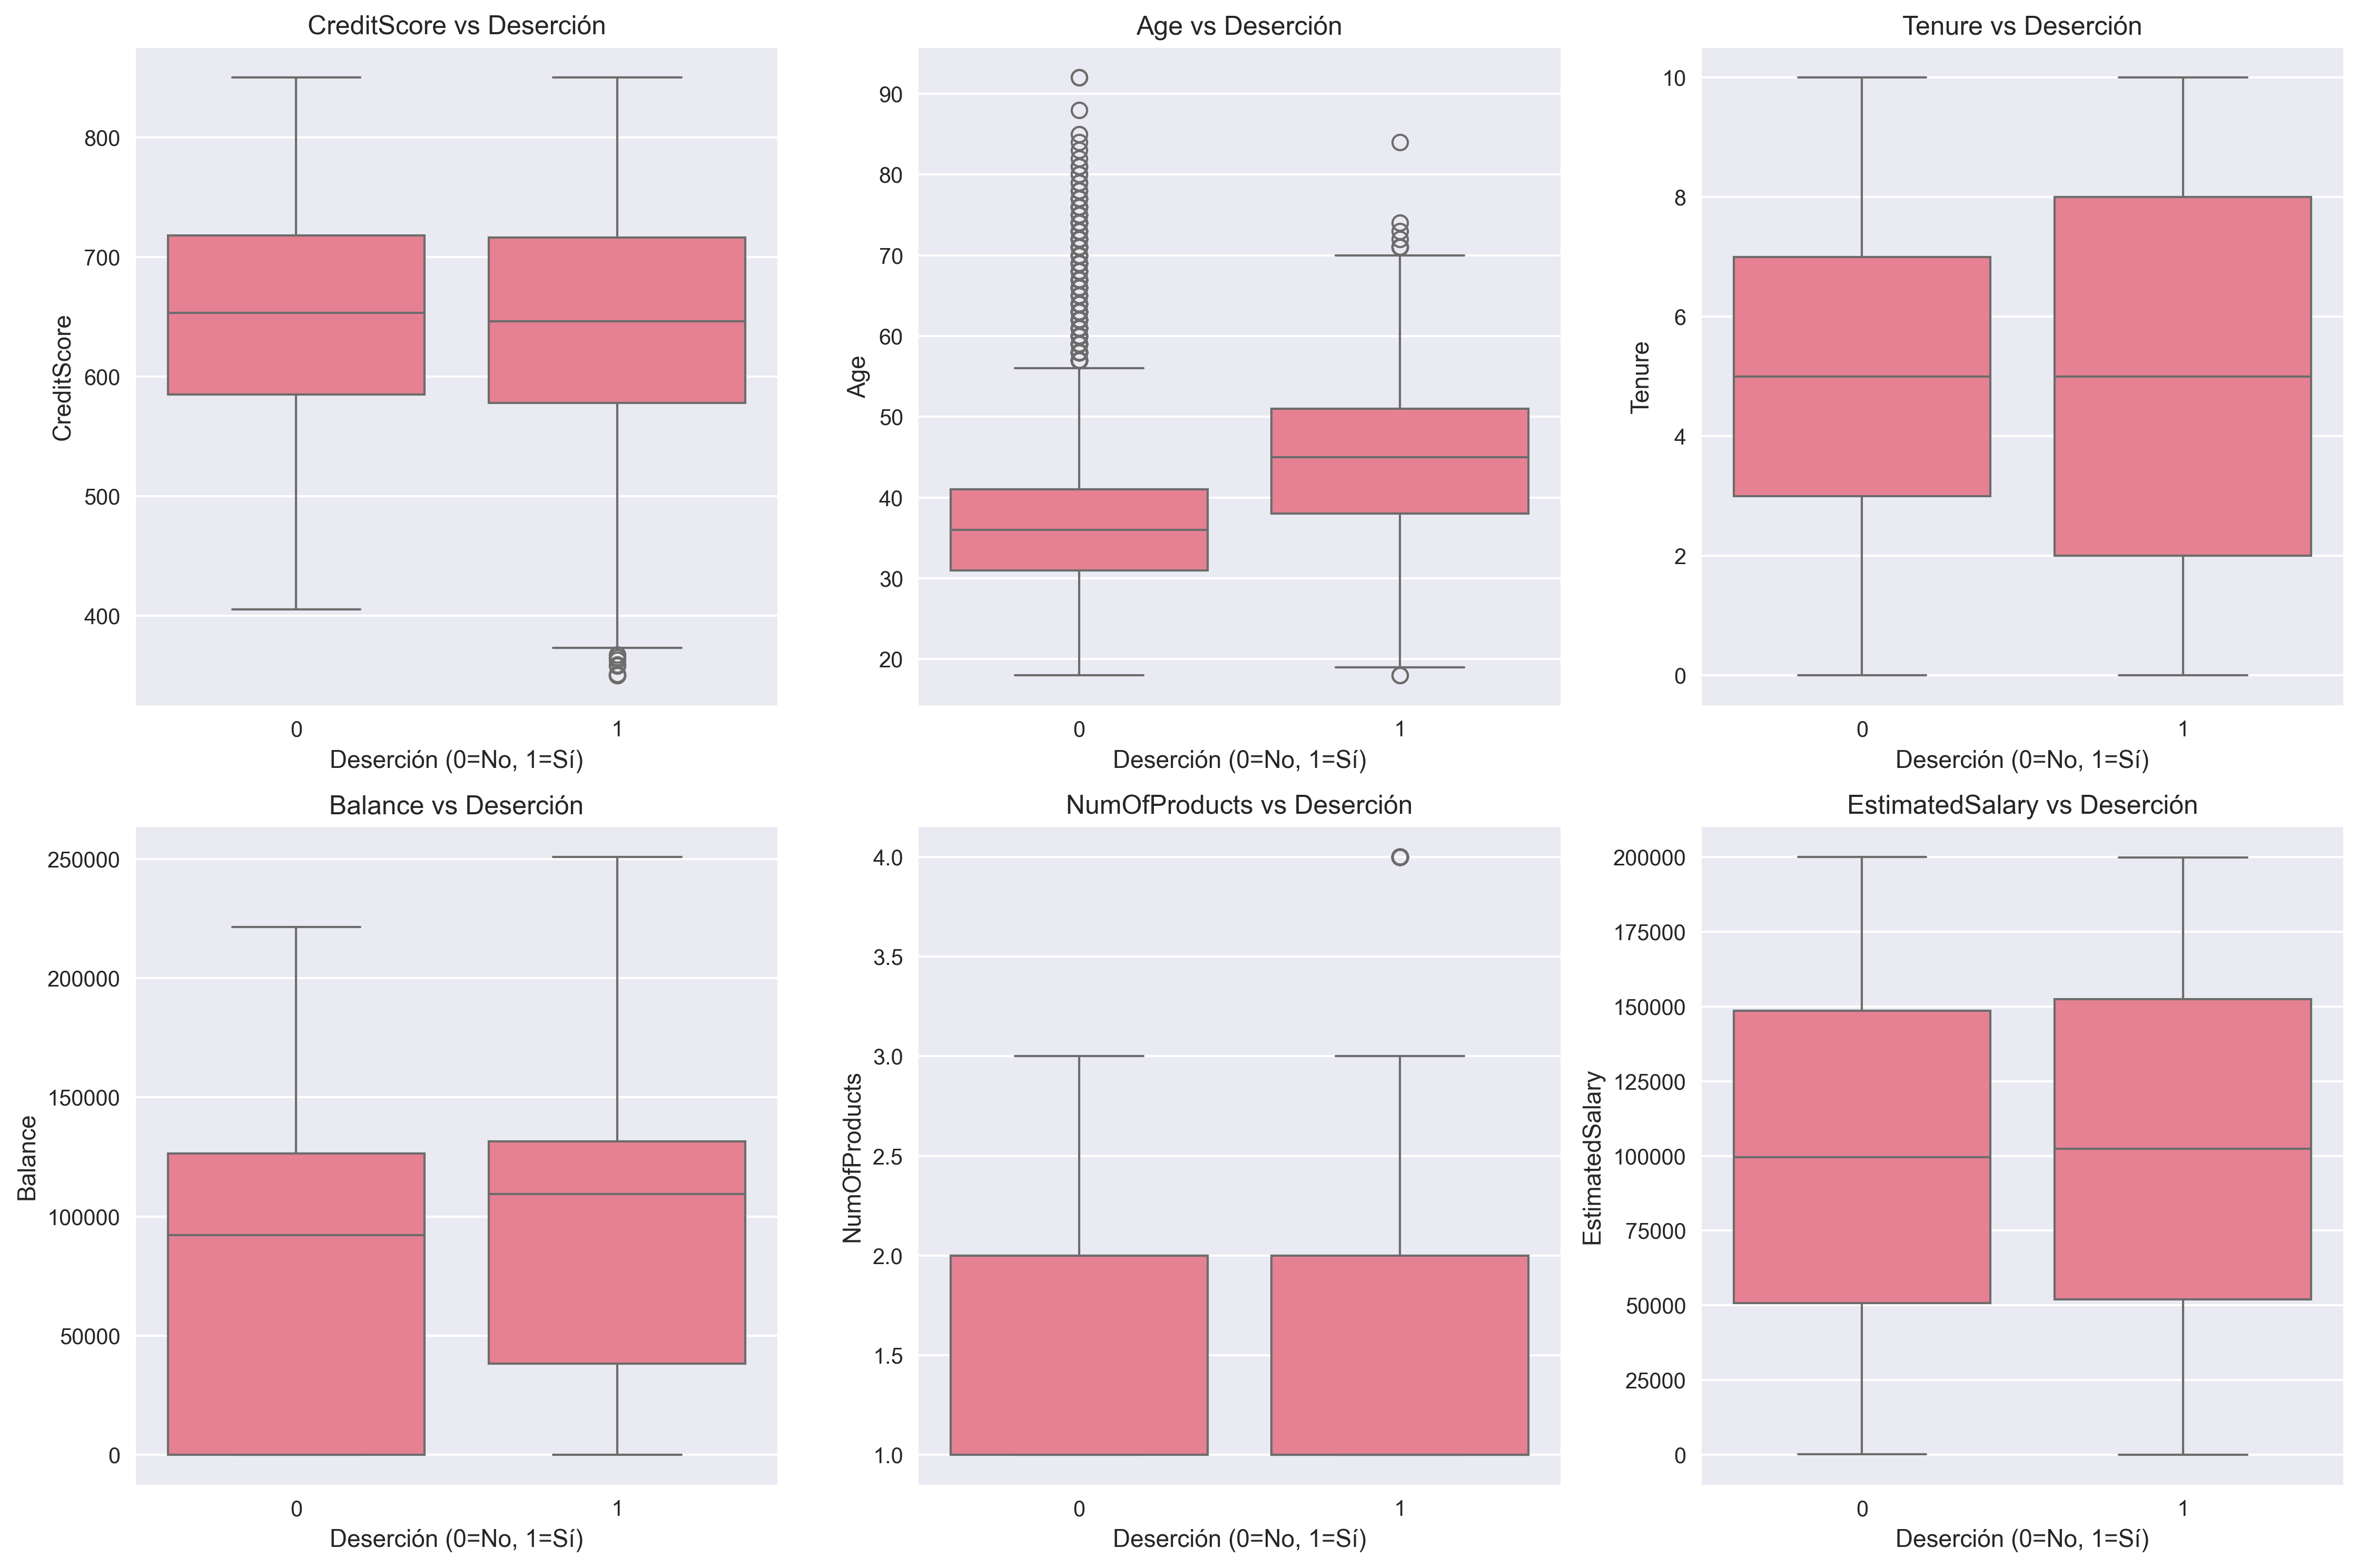 CreditScore vs Deserción
CreditScore
800
700
600
500
400
0
1
Deserción (0=No, 1=Sí)
Age vs Deserción
Age
90
80
70
60
50
40
30
20
0
1
Deserción (0=No, 1=Sí)
Tenure vs Deserción
Tenure
10
8
6
4
2
0
0
1
Deserción (0=No, 1=Sí)
Balance vs Deserción
Balance
250000
200000
150000
100000
50000
0
0
1
Deserción (0=No, 1=Sí)
NumOfProducts vs Deserción
NumOfProducts
4.0
3.5
3.0
2.5
2.0
1.5
1.0
0
1
Deserción (0=No, 1=Sí)
EstimatedSalary vs Deserción
EstimatedSalary
200000
175000
150000
125000
100000
75000
50000
25000
0
0
1
Deserción (0=No, 1=Sí)